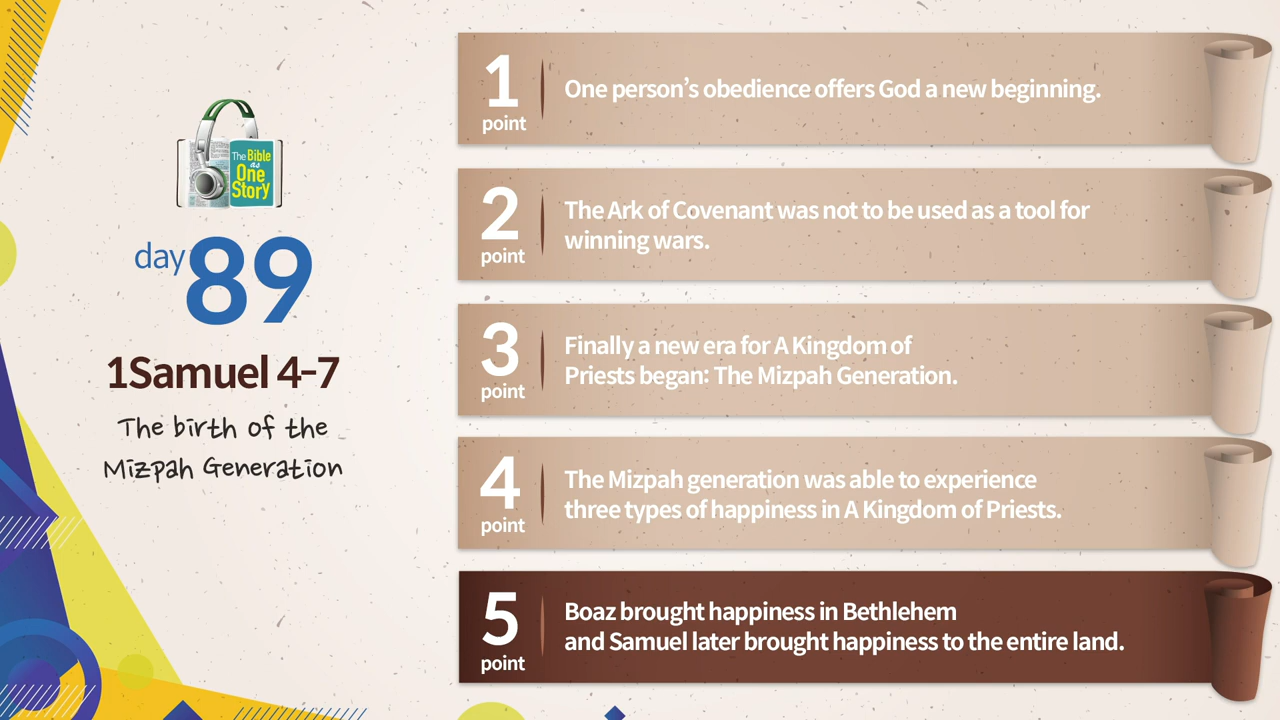 The Bible
as
One
Story
day 89
1Samuel 4-7
The birth of the
Mizpah Generation
1
point
One person’s obedience offers God a new beginning.
2
point
The Ark of Covenant was not to be used as a tool for
winning wars.
3
point
Finally a new era for A Kingdom of
Priests began: The Mizpah Generation.
4
point
The Mizpah generation was able to experience
three types of happiness in A Kingdom of Priests.
5
point
Boaz brought happiness in Bethlehem
and Samuel later brought happiness to the entire land.